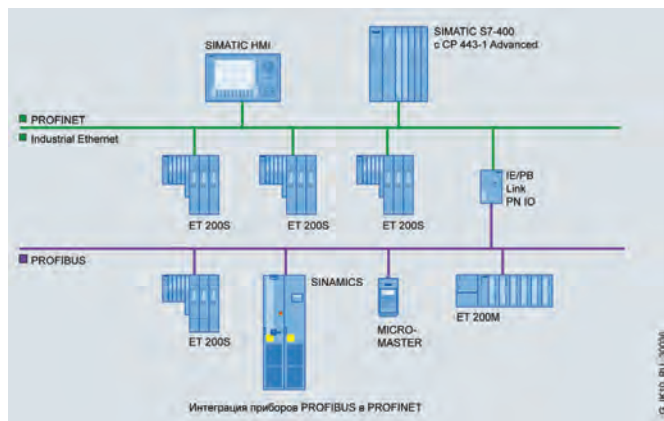 SIMATIC HMI
SIMATIC S7-400
с CP 443-1 Advanced
PROFINET
Industrial Ethernet
ET 200S
ET 200S
ET 200S
IE/PB
Link
PN IO
PROFIBUS
ET 200S
SINAMICS
MICRO-
MASTER
ET 200M
Интеграция приборов PROFIBUS в PROFINET